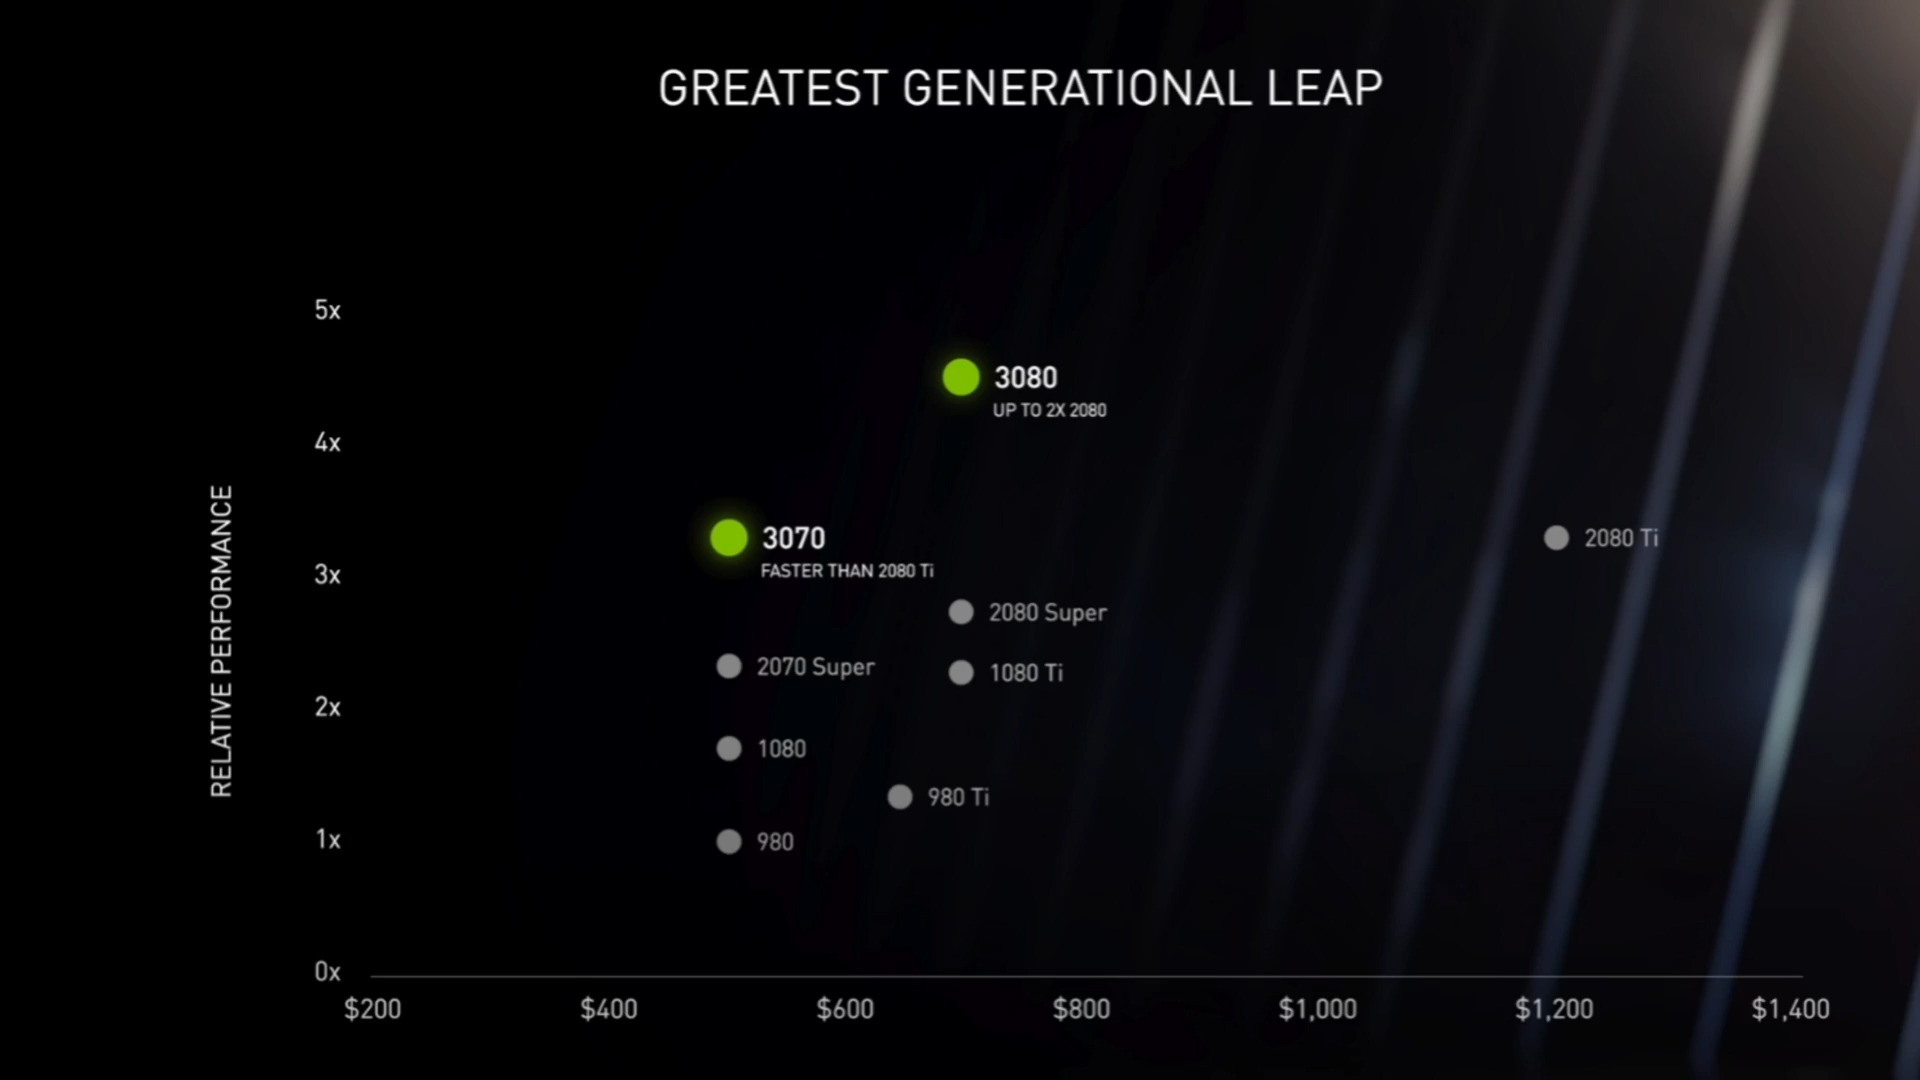 GREATEST GENERATIONAL LEAP
5x
3080
UP TO 2X 2080
4x
3070
FASTER THAN 2080 Ti
2080 Ti
3x
2080 Super
2070 Super
1080 Ti
2x
1080
980 Ti
1x
980
0x
RELATIVE PERFORMANCE
$200 $400 $600 $800 $1,000 $1,200 $1,400